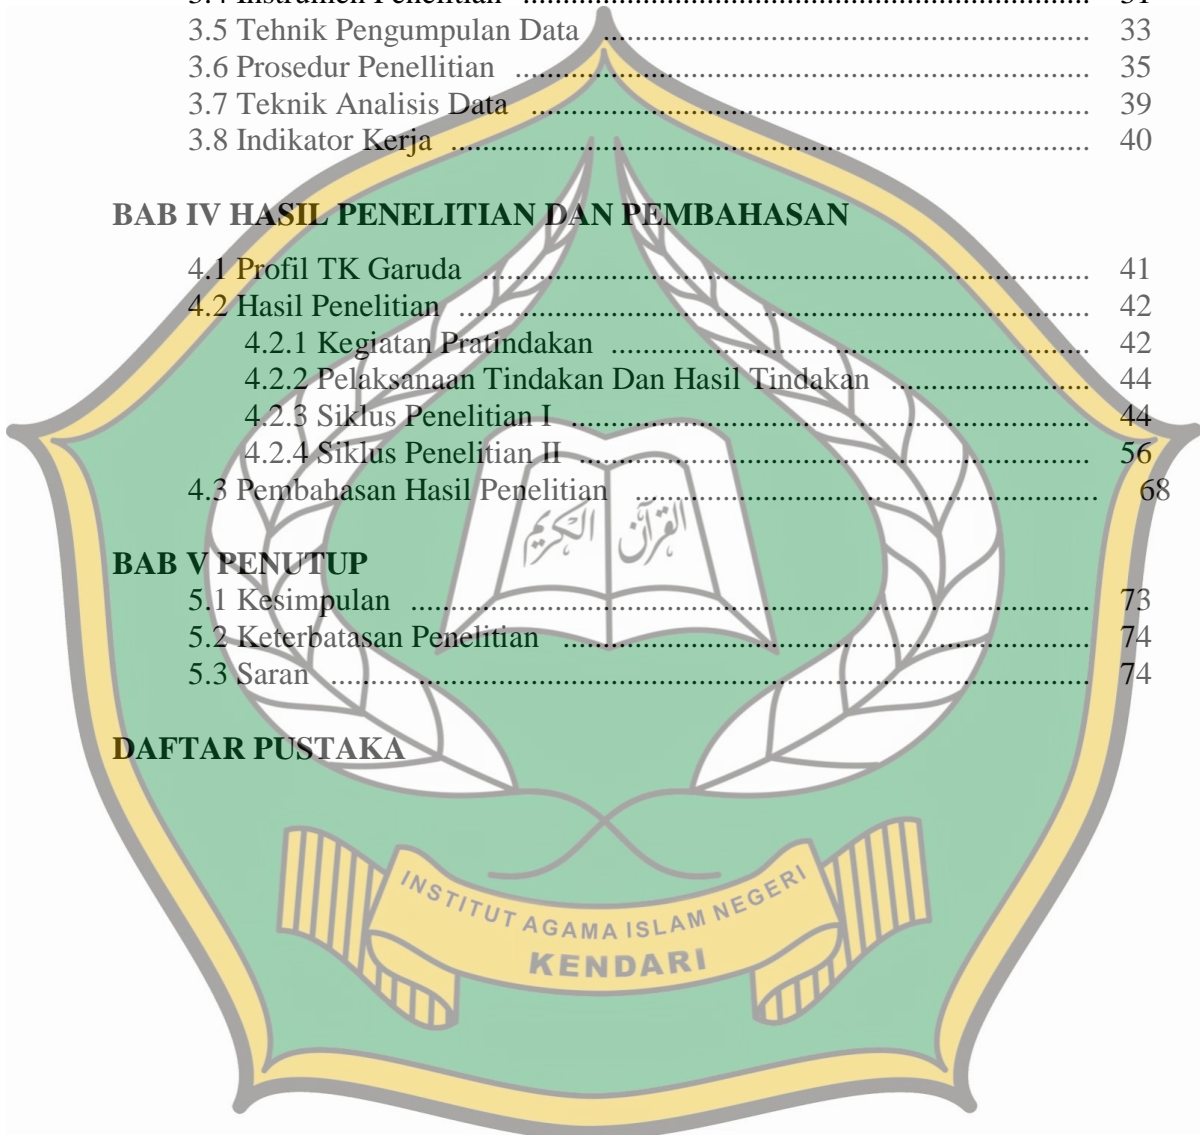 3.4 Instrumen Penelitian ........................................................................ 31
3.5 Tehnik Pengumpulan Data .............................................................. 33
3.6 Prosedur Penellitian ........................................................................ 35
3.7 Teknik Analisis Data ...................................................................... 39
3.8 Indikator Kerja ................................................................................ 40
BAB IV HASIL PENELITIAN DAN PEMBAHASAN
4.1 Profil TK Garuda ............................................................................ 41
4.2 Hasil Penelitian ............................................................................... 42
4.2.1 Kegiatan Pratindakan ............................................................. 42
4.2.2 Pelaksanaan Tindakan Dan Hasil Tindakan ......................... 44
4.2.3 Siklus Penelitian I .................................................................. 44
4.2.4 Siklus Penelitian II ................................................................. 56
4.3 Pembahasan Hasil Penelitian .......................................................... 68
القرآن الكريم
BAB V PENUTUP
5.1 Kesimpulan ..................................................................................... 73
5.2 Keterbatasan Penelitian .................................................................. 74
5.3 Saran ............................................................................................... 74
DAFTAR PUSTAKA
INSTITUT AGAMA ISLAM NEGERI
KENDARI